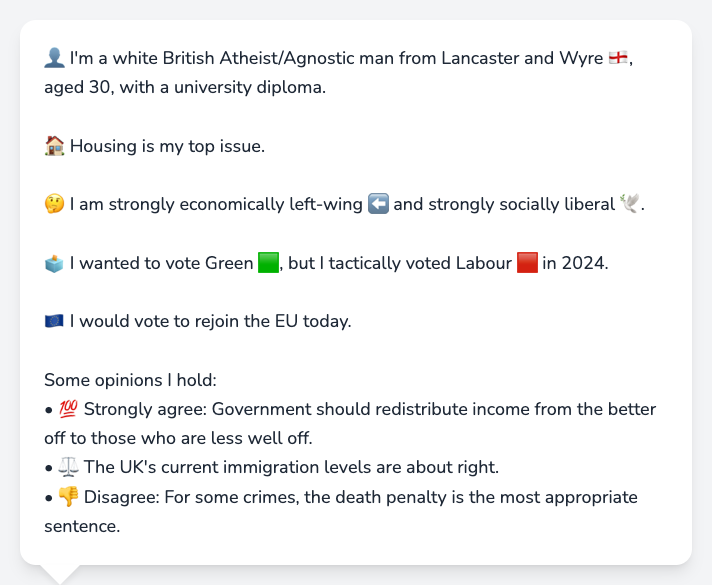 👤 I'm a white British Atheist/Agnostic man from Lancaster and Wyre 🏴󠁧󠁢󠁥󠁮󠁧󠁿,
aged 30, with a university diploma.
🏠 Housing is my top issue.
🤔 I am strongly economically left-wing ⬅️ and strongly socially liberal 🕊️.
🗳️ I wanted to vote Green 🟩, but I tactically voted Labour 🟥 in 2024.
🇪🇺 I would vote to rejoin the EU today.
Some opinions I hold:
• 💯 Strongly agree: Government should redistribute income from the better
off to those who are less well off.
• ⚖️ The UK's current immigration levels are about right.
• 👎 Disagree: For some crimes, the death penalty is the most appropriate
sentence.